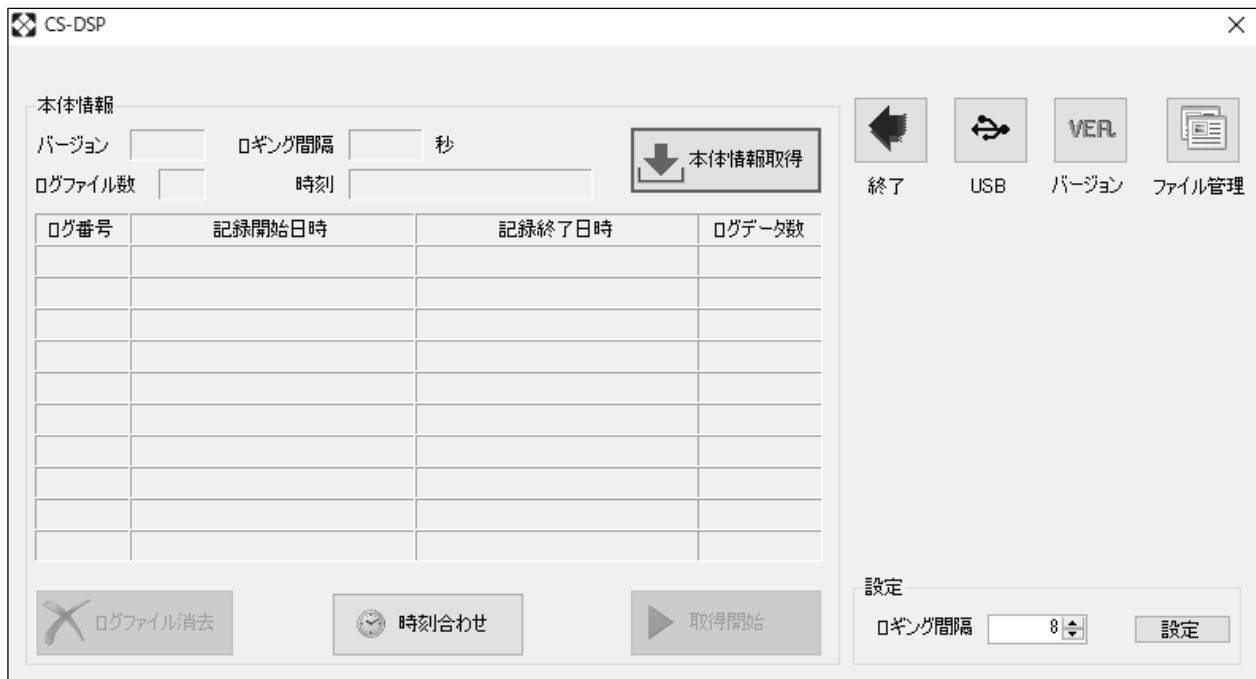 CS-DSP
本体情報
バージョン ロギング間隔 秒
本体情報取得
ログファイル数 時刻
VER.
終了 USB バージョン ファイル管理
ログ番号 記録開始日時 記録終了日時 ログデータ数
ログファイル消去 時刻合わせ 取得開始
設定
ロギング間隔 8 設定